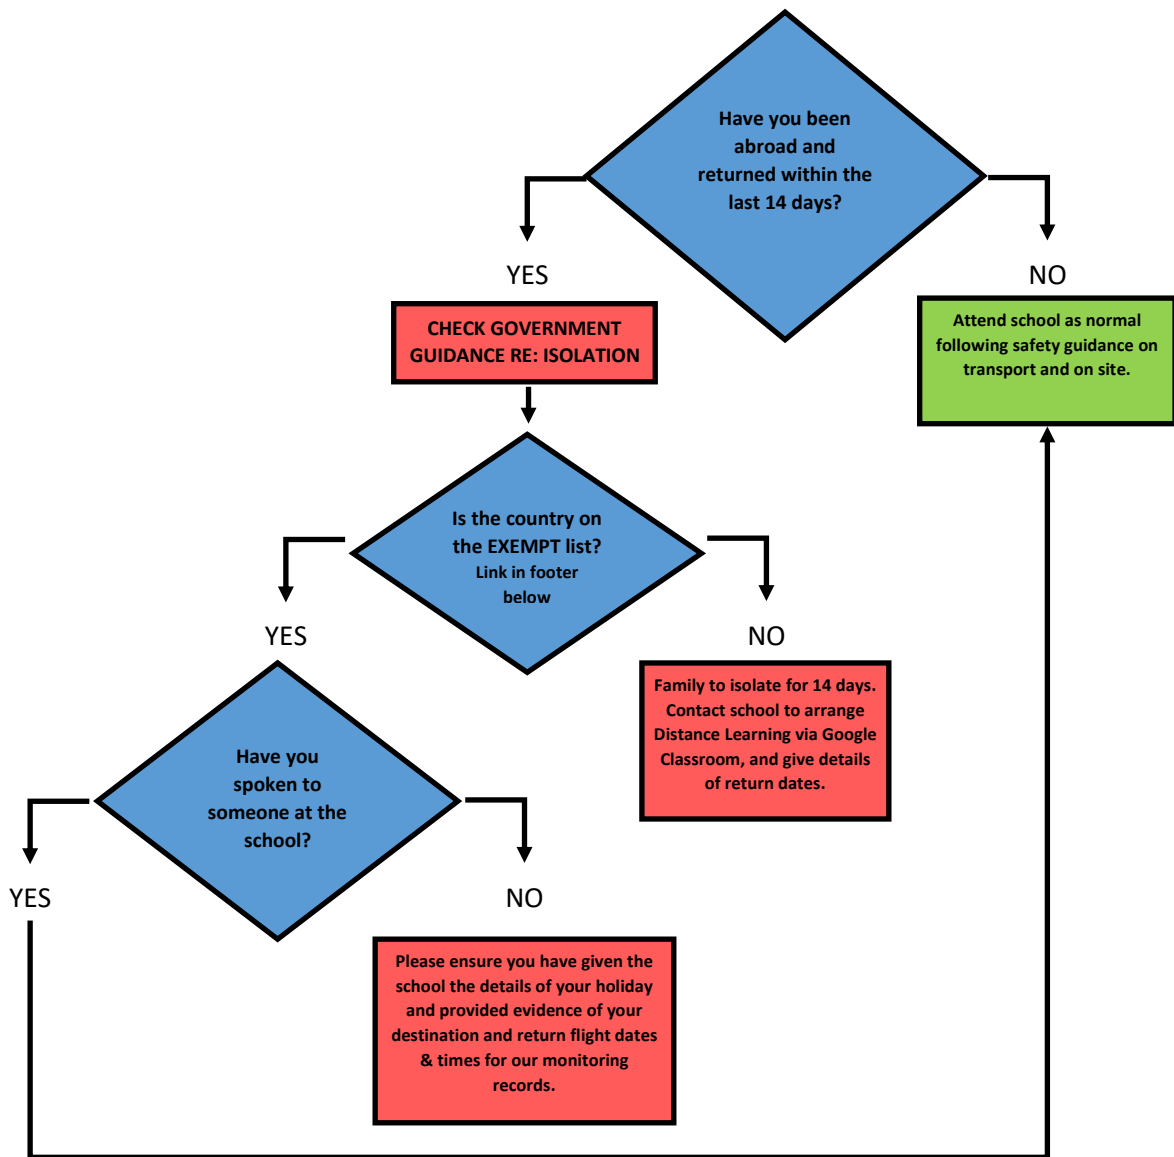 Have you been
abroad and
returned within the
last 14 days?
YES
NO
CHECK GOVERNMENT
GUIDANCE RE: ISOLATION
Attend school as normal
following safety guidance on
transport and on site.
Is the country on
the EXEMPT list?
Link in footer
below
YES
NO
Family to isolate for 14 days.
Contact school to arrange
Distance Learning via Google
Classroom, and give details
of return dates.
Have you
spoken to
someone at the
school?
YES
NO
Please ensure you have given the
school the details of your holiday
and provided evidence of your
destination and return flight dates
& times for our monitoring
records.